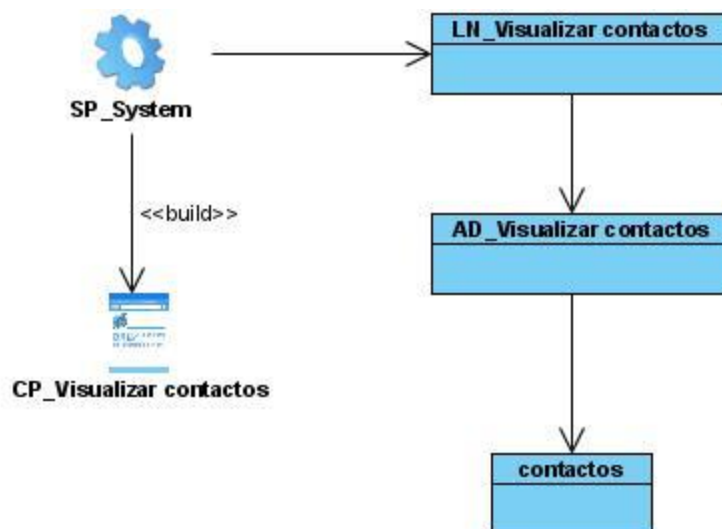 LN_Visualizar contactos
SP_System
<<build>>
AD_Visualizar contactos
CP_Visualizar contactos
contactos